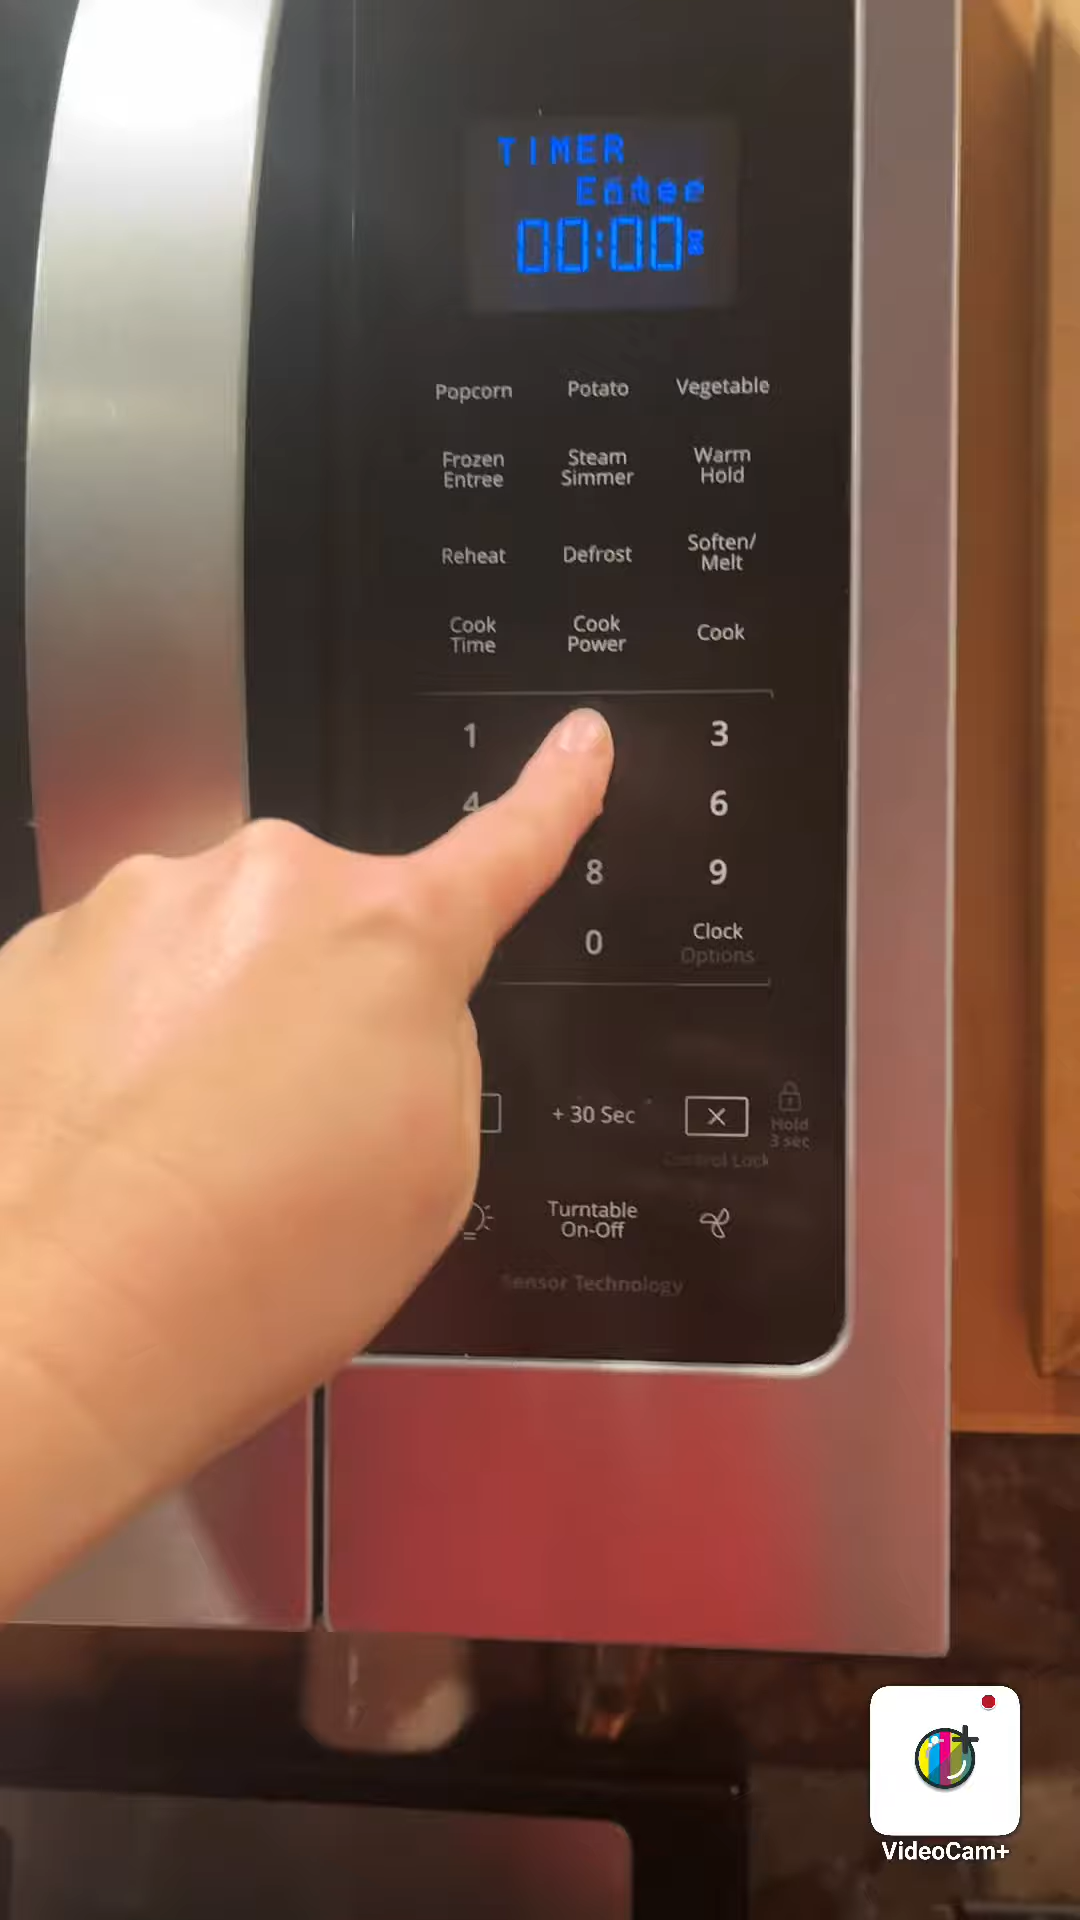 TIMER
Enter
00:00
Popcorn Potato Vegetable
Frozen Entree
Steam Simmer
Warm Hold
Reheat Defrost
Soften/ Melt
Cook Time
Cook Power
Cook
1 3
4 6
8 9
0
Clock
Options
+ 30 Sec
Hold
3 sec
Control Lock
Turntable
On-Off
Sensor Technology
VideoCam+